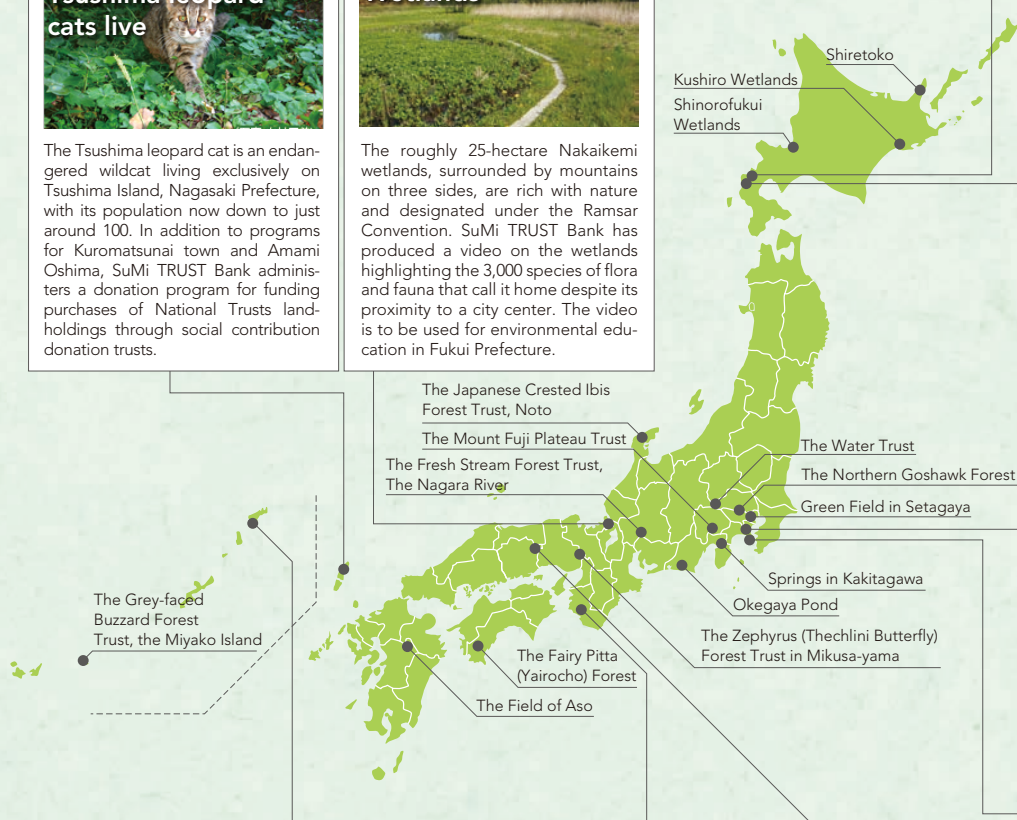 Tsushima leopard
cats live
Wetlands
The Tsushima leopard cat is an endan-
gered wildcat living exclusively on
Tsushima Island, Nagasaki Prefecture,
with its population now down to just
around 100. In addition to programs
for Kuromatsunai town and Amami
Oshima, SuMi TRUST Bank adminis-
ters a donation program for funding
purchases of National Trusts land-
holdings through social contribution
donation trusts.
The roughly 25-hectare Nakaikemi
wetlands, surrounded by mountains
on three sides, are rich with nature
and designated under the Ramsar
Convention. SuMi TRUST Bank has
produced a video on the wetlands
highlighting the 3,000 species of flora
and fauna that call it home despite its
proximity to a city center. The video
is to be used for environmental edu-
cation in Fukui Prefecture.
Shiretoko
Kushiro Wetlands
Shinorofukui
Wetlands
The Japanese Crested Ibis
Forest Trust, Noto
The Mount Fuji Plateau Trust
The Fresh Stream Forest Trust,
The Nagara River
The Water Trust
The Northern Goshawk Forest
Green Field in Setagaya
Springs in Kakitagawa
Okegaya Pond
The Zephyrus (Thechlini Butterfly)
Forest Trust in Mikusa-yama
The Fairy Pitta
(Yairocho) Forest
The Field of Aso
The Grey-faced
Buzzard Forest
Trust, the Miyako Island